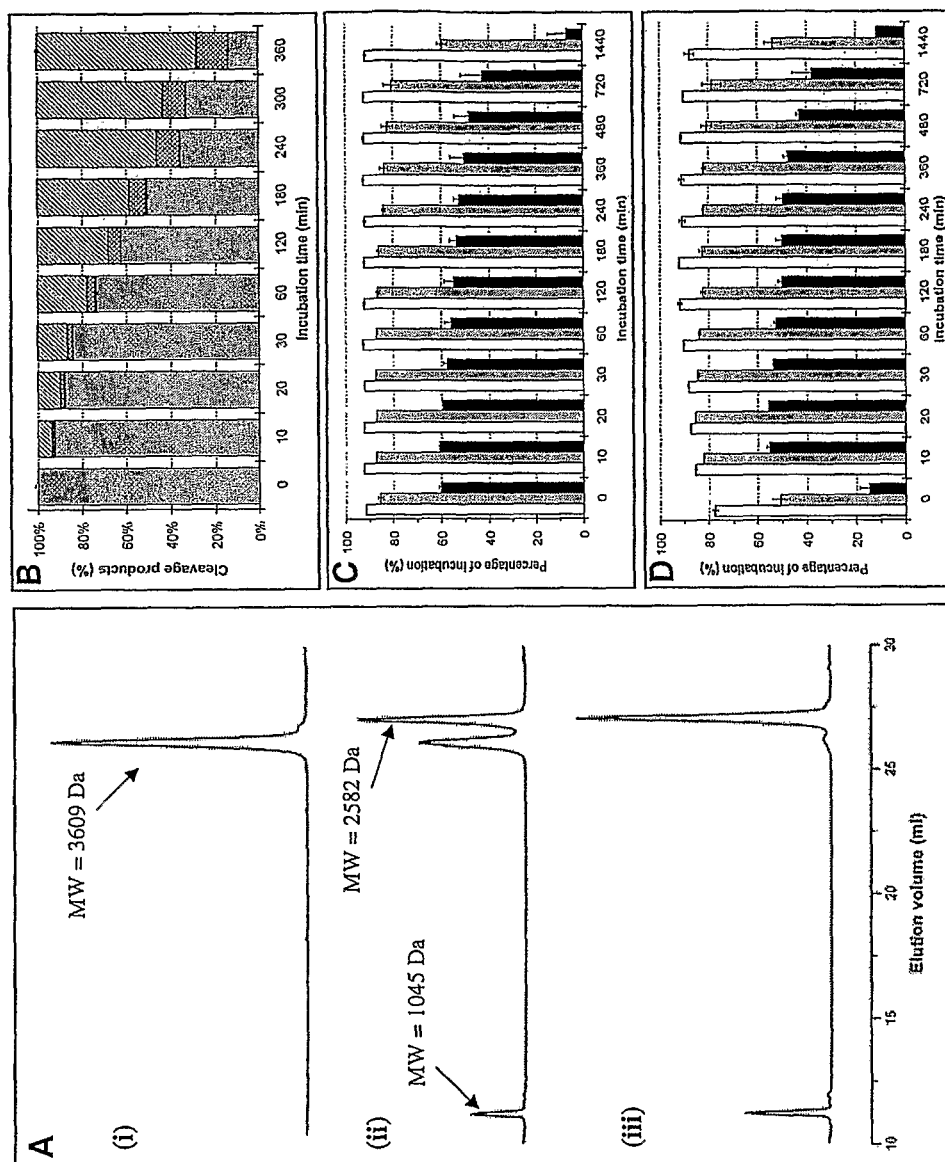 A
(i)
MW = 3609 Da
(ii)
MW = 2582 Da
MW = 1045 Da
(iii)
10 15 20 25 30
Elution volume (ml)
B
Cleavage products (%)
100%
80%
60%
40%
20%
0%
0 10 20 30 60 120 180 240 300 360
Incubation time (min)
C
Percentage of incubation (%)
100
80
60
40
20
0
0 10 20 30 60 120 180 240 360 480 720 1440
Incubation time (min)
D
Percentage of incubation (%)
100
80
60
40
20
0
0 10 20 30 60 120 180 240 360 480 720 1440
Incubation time (min)